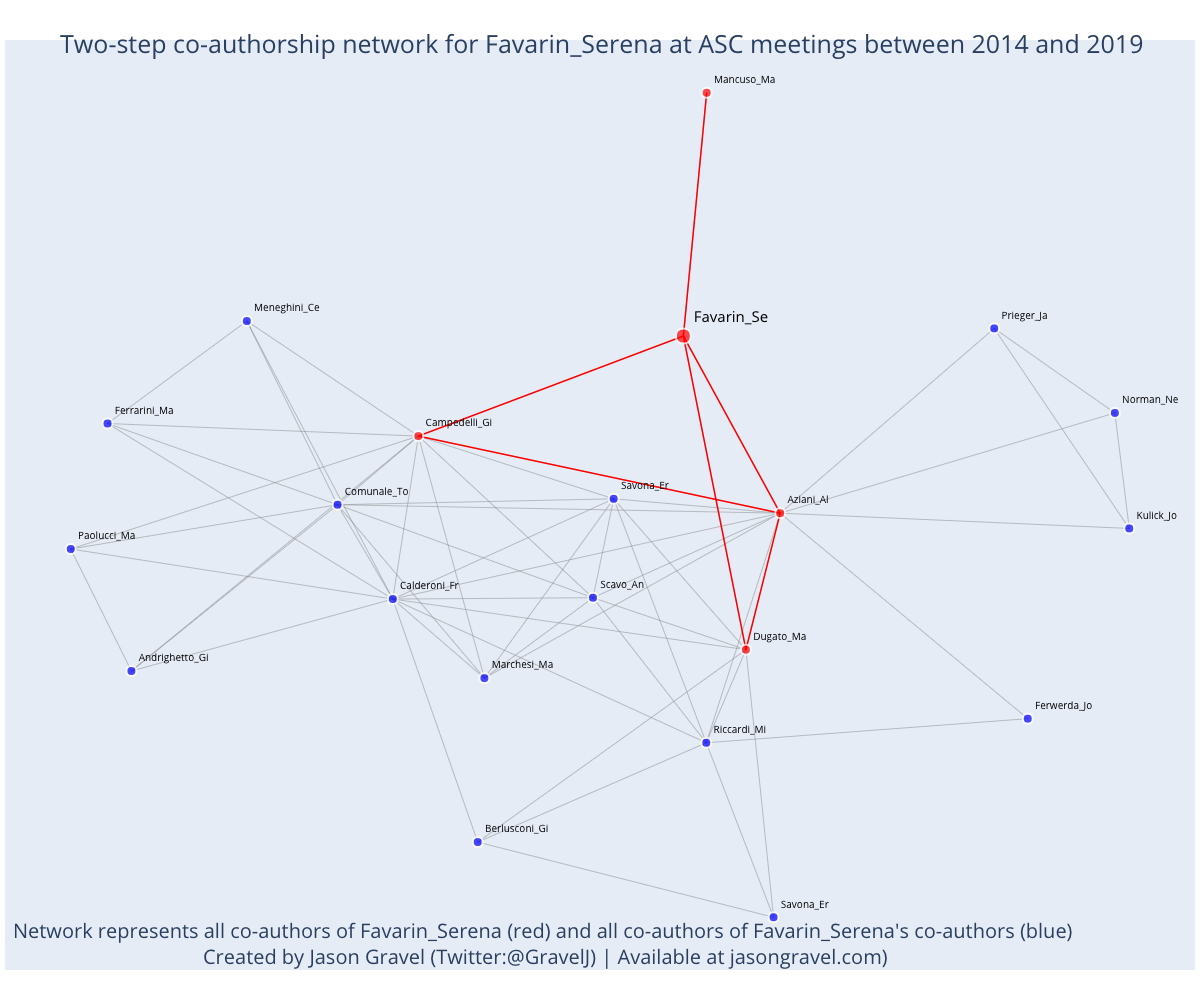 Two-step co-authorship network for Favarin_Serena at ASC meetings between 2014 and 2019
Mancuso_Ma
Meneghini_Ce
Favarin_Se
Prieger_Ja
Norman_Ne
Ferrarini_Ma
Campedelli_Gi
Savona_Er
Comunale_To
Aziani_Al
Kulick_Jo
Paolucci_Ma
Calderoni_Fr
Scavo_An
Dugato_Ma
Andrighetto_Gi
Marchesi_Ma
Ferwerda_Jo
Riccardi_Mi
Berlusconi_Gi
Savona_Er
Network represents all co-authors of Favarin_Serena (red) and all co-authors of Favarin_Serena's co-authors (blue)
Created by Jason Gravel (Twitter:@GravelJ) | Available at jasongravel.com)